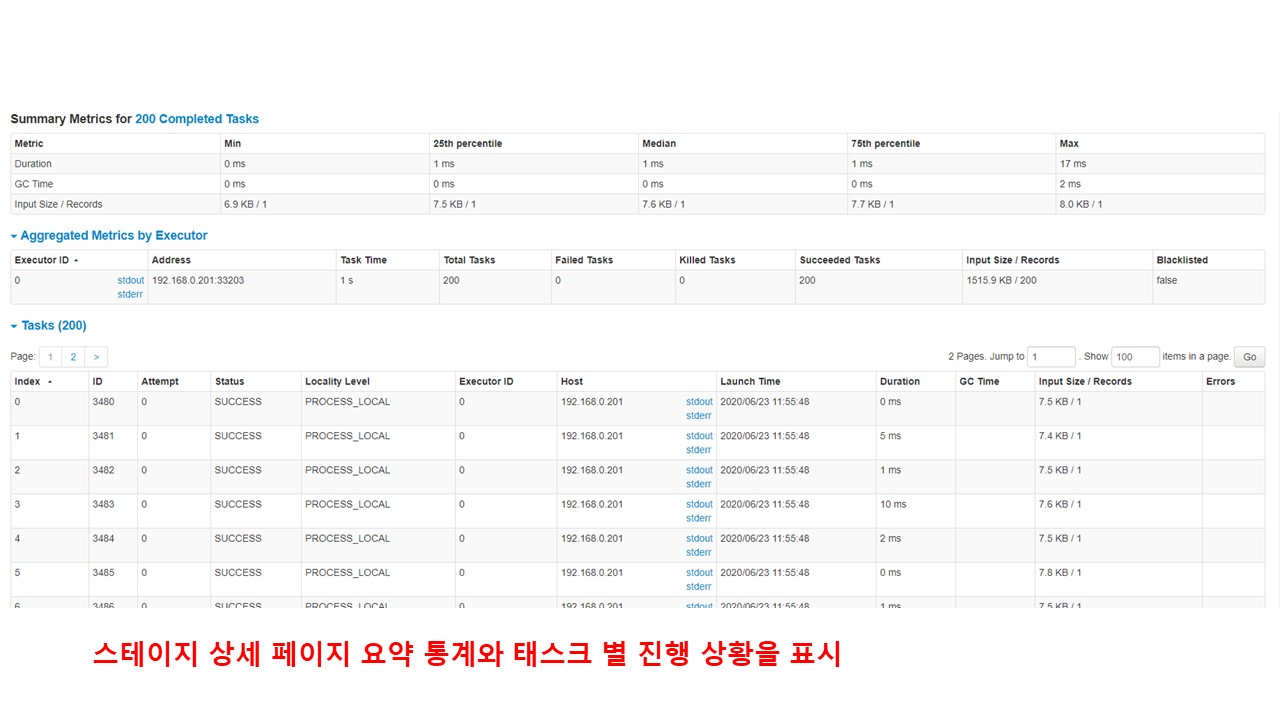 Summary Metrics for 200 Completed Tasks
Metric Min 25th percentile Median 75th percentile Max
Duration 0 ms 1 ms 1 ms 1 ms 17 ms
GC Time 0 ms 0 ms 0 ms 0 ms 2 ms
Input Size / Records 6.9 KB / 1 7.5 KB / 1 7.6 KB / 1 7.7 KB / 1 8.0 KB / 1
Aggregated Metrics by Executor
Executor ID Address Task Time Total Tasks Failed Tasks Killed Tasks Succeeded Tasks Input Size / Records Blacklisted
0 stdout 192.168.0.201:33203 1 s 200 0 0 200 1515.9 KB / 200 false
stderr
Tasks (200)
Page: 1 2 > 2 Pages. Jump to 1 . Show 100 items in a page. Go
Index ID Attempt Status Locality Level Executor ID Host Launch Time Duration GC Time Input Size / Records Errors
0 3480 0 SUCCESS PROCESS_LOCAL 0 192.168.0.201 stdout 2020/06/23 11:55:48 0 ms 7.5 KB / 1
stderr
1 3481 0 SUCCESS PROCESS_LOCAL 0 192.168.0.201 stdout 2020/06/23 11:55:48 5 ms 7.4 KB / 1
stderr
2 3482 0 SUCCESS PROCESS_LOCAL 0 192.168.0.201 stdout 2020/06/23 11:55:48 1 ms 7.5 KB / 1
stderr
3 3483 0 SUCCESS PROCESS_LOCAL 0 192.168.0.201 stdout 2020/06/23 11:55:48 10 ms 7.6 KB / 1
stderr
4 3484 0 SUCCESS PROCESS_LOCAL 0 192.168.0.201 stdout 2020/06/23 11:55:48 2 ms 7.5 KB / 1
stderr
5 3485 0 SUCCESS PROCESS_LOCAL 0 192.168.0.201 stdout 2020/06/23 11:55:48 0 ms 7.8 KB / 1
stderr
6 3486 0 SUCCESS PROCESS_LOCAL 0 192.168.0.201 stdout 2020/06/23 11:55:48 1 ms 7.5 KB / 1
스테이지 상세 페이지 요약 통계와 태스크 별 진행 상황을 표시